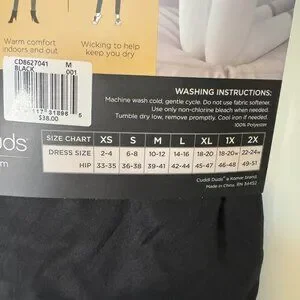 Warm comfort
indoors and out
Wicking to help
keep you dry
CD8627041 M
BLACK 001
$38.00
WASHING INSTRUCTIONS:
Machine wash cold, gentle cycle. Do not use fabric softener.
Use only non-chlorine bleach when needed.
Tumble dry low, remove promptly. Cool iron if needed.
100% Polyester
SIZE CHART XS S M L XL 1X 2X
DRESS SIZE 2-4 6-8 10-12 14-16 18-20 18-20w 22-24w
HIP 33-35 36-38 39-41 42-44 45-47 46-48 49-51
Cuddl Duds® a Komar brand.
Made in China. RN 34452